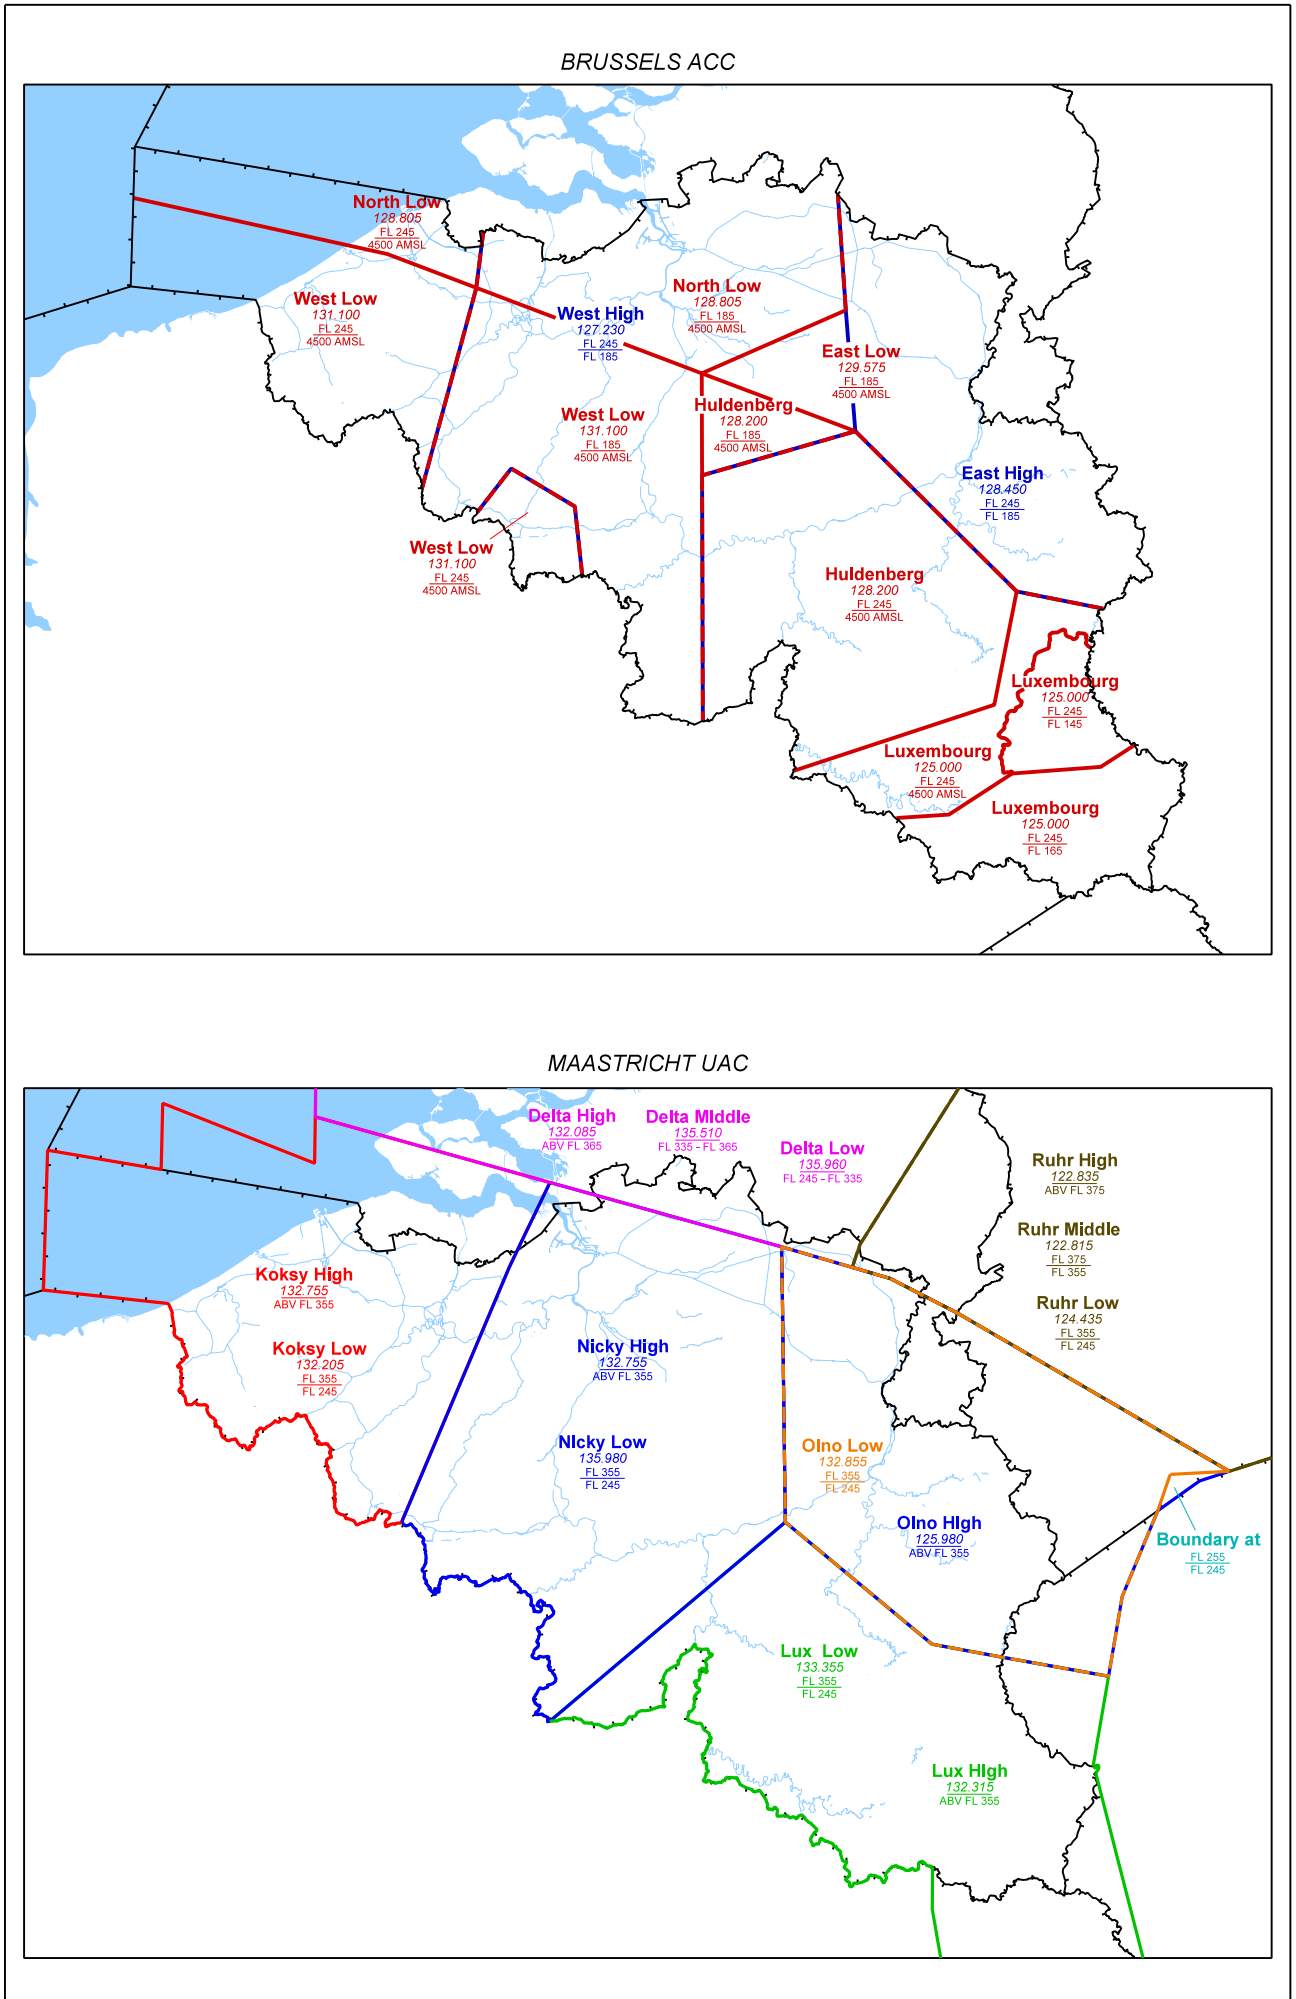 BRUSSELS ACC
North Low
128.805
FL 245
4500 AMSL
West Low
131.100
FL 245
4500 AMSL
West High
127.230
FL 245
FL 185
North Low
128.805
FL 185
4500 AMSL
East Low
129.575
FL 185
4500 AMSL
West Low
131.100
FL 185
4500 AMSL
Huldenberg
128.200
FL 185
4500 AMSL
East High
128.450
FL 245
FL 185
West Low
131.100
FL 245
4500 AMSL
Huldenberg
128.200
FL 245
4500 AMSL
Luxembourg
125.000
FL 245
FL 145
Luxembourg
125.000
FL 245
4500 AMSL
Luxembourg
125.000
FL 245
FL 165
MAASTRICHT UAC
Delta High
132.085
ABV FL 365
Delta MIddle
135.510
FL 335 - FL 365
Delta Low
135.960
FL 245 - FL 335
Ruhr High
122.835
ABV FL 375
Ruhr Middle
122.815
FL 375
FL 355
Ruhr Low
124.435
FL 355
FL 245
Koksy High
132.755
ABV FL 355
Koksy Low
132.205
FL 355
FL 245
Nicky High
132.755
ABV FL 355
NIcky Low
135.980
FL 355
FL 245
Olno Low
132.855
FL 355
FL 245
Olno HIgh
125.980
ABV FL 355
Boundary at
FL 255
FL 245
Lux Low
133.355
FL 355
FL 245
Lux HIgh
132.315
ABV FL 355